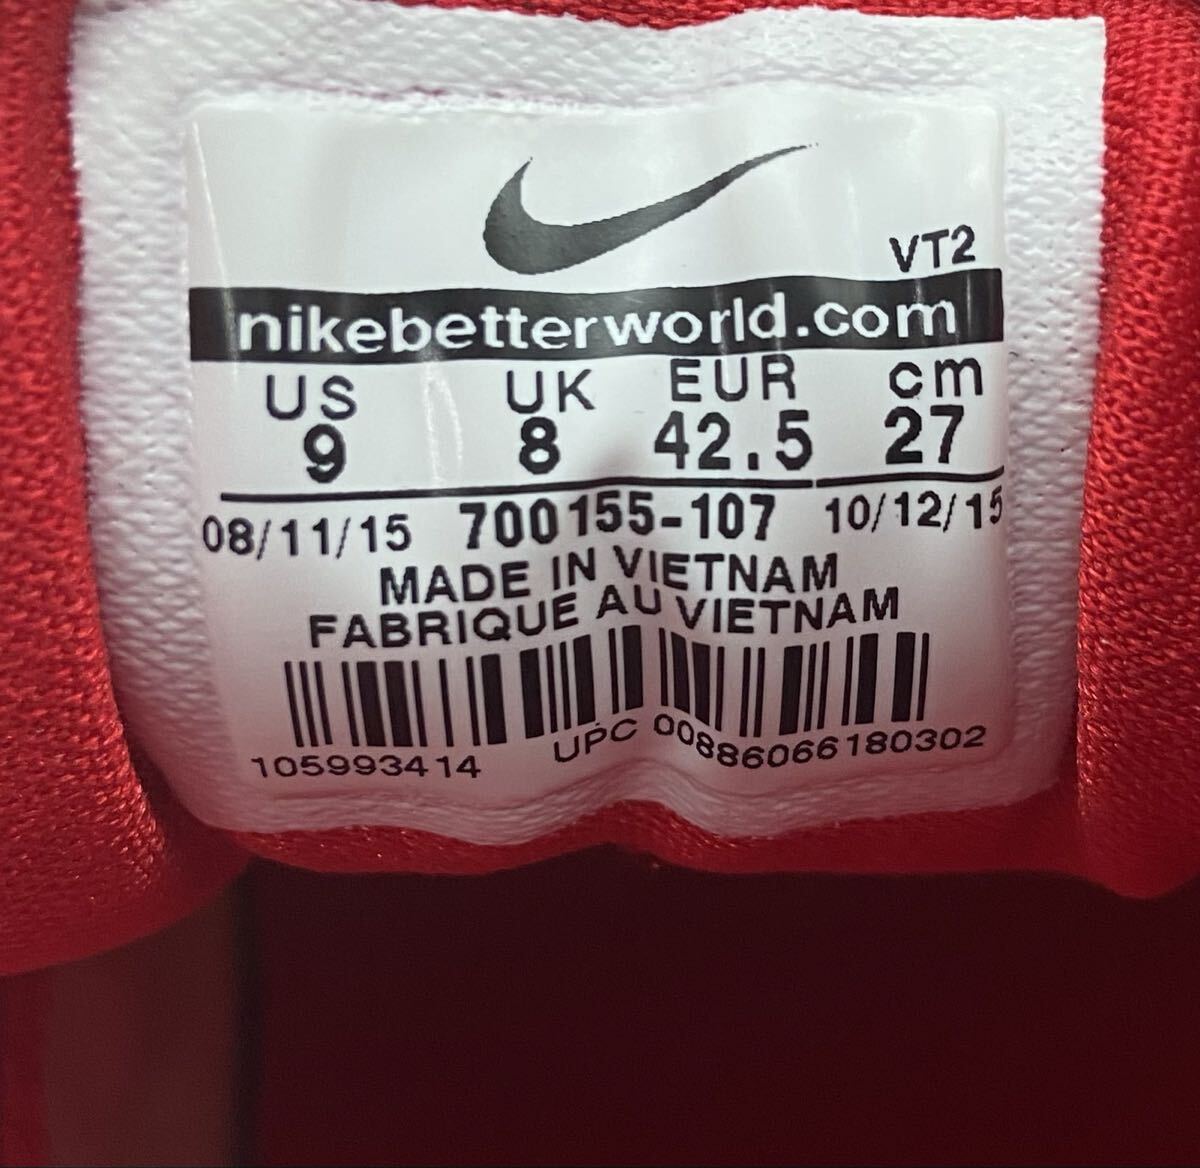 VT2
nikebetterworld.com
US UK EUR cm
9 8 42.5 27
08/11/15 700155-107 10/12/15
MADE IN VIETNAM
FABRIQUE AU VIETNAM
105993414 UPC 00886066180302